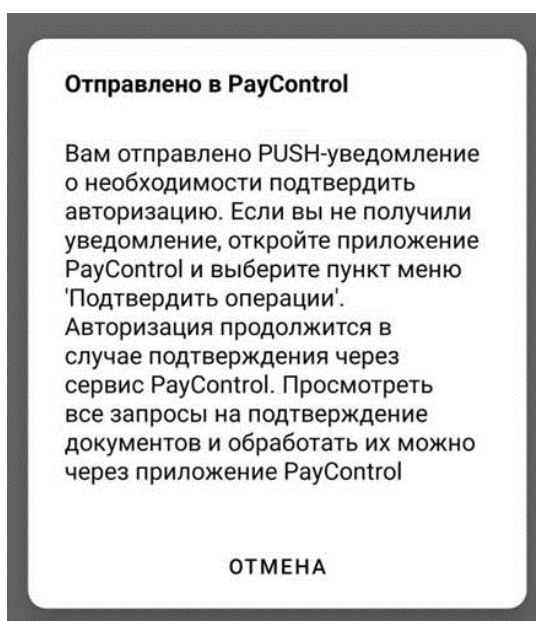 Отправлено в PayControl
Вам отправлено PUSH-уведомление
о необходимости подтвердить
авторизацию. Если вы не получили
уведомление, откройте приложение
PayControl и выберите пункт меню
'Подтвердить операции'.
Авторизация продолжится в
случае подтверждения через
сервис PayControl. Просмотреть
все запросы на подтверждение
документов и обработать их можно
через приложение PayControl
ОТМЕНА